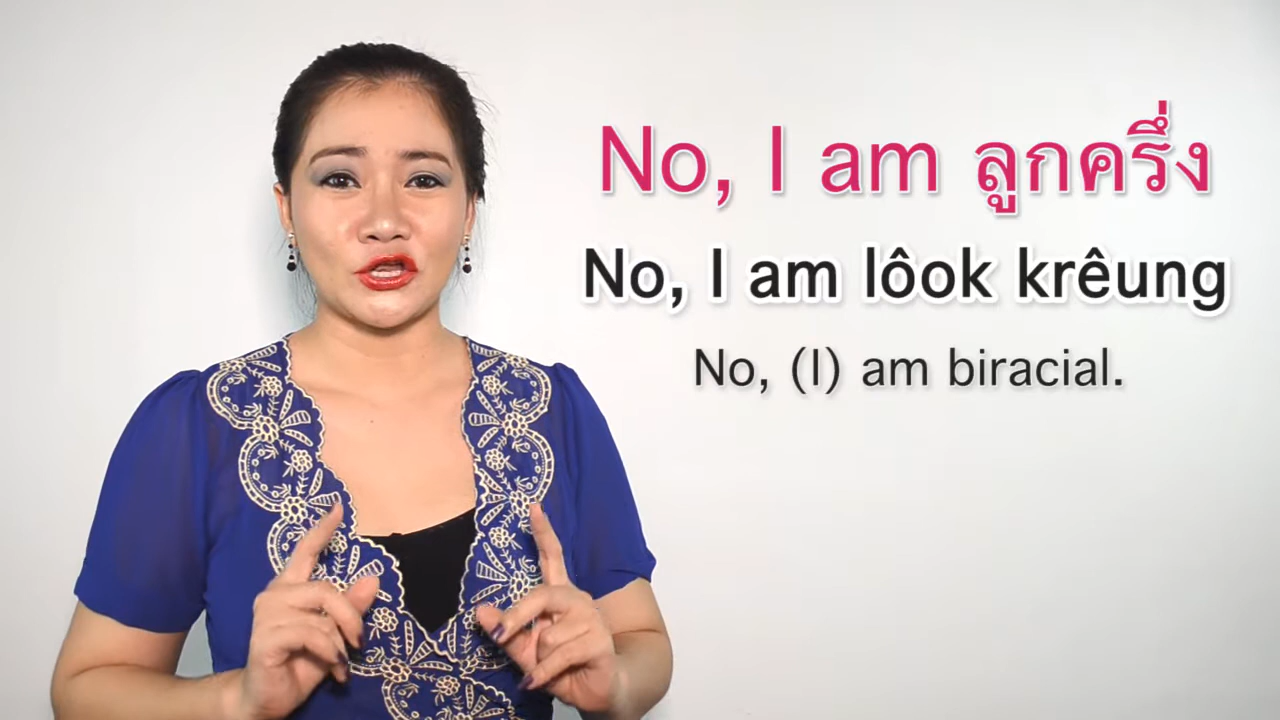 No, I am ลูกครึ่ง
No, I am lôok krêung
No, (I) am biracial.